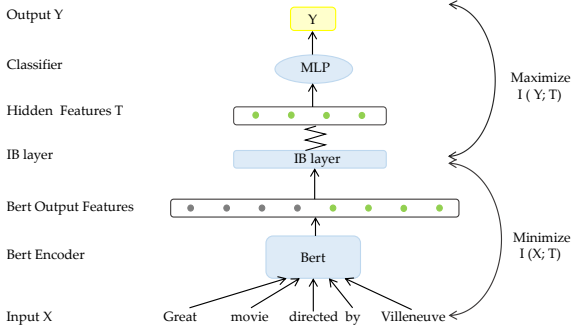 Output Y
Y
Classifier
MLP
Maximize
I ( Y; T)
Hidden Features T
IB layer
IB layer
Bert Output Features
Bert Encoder
Bert
Minimize
I (X; T)
Input X
Great movie directed by Villeneuve